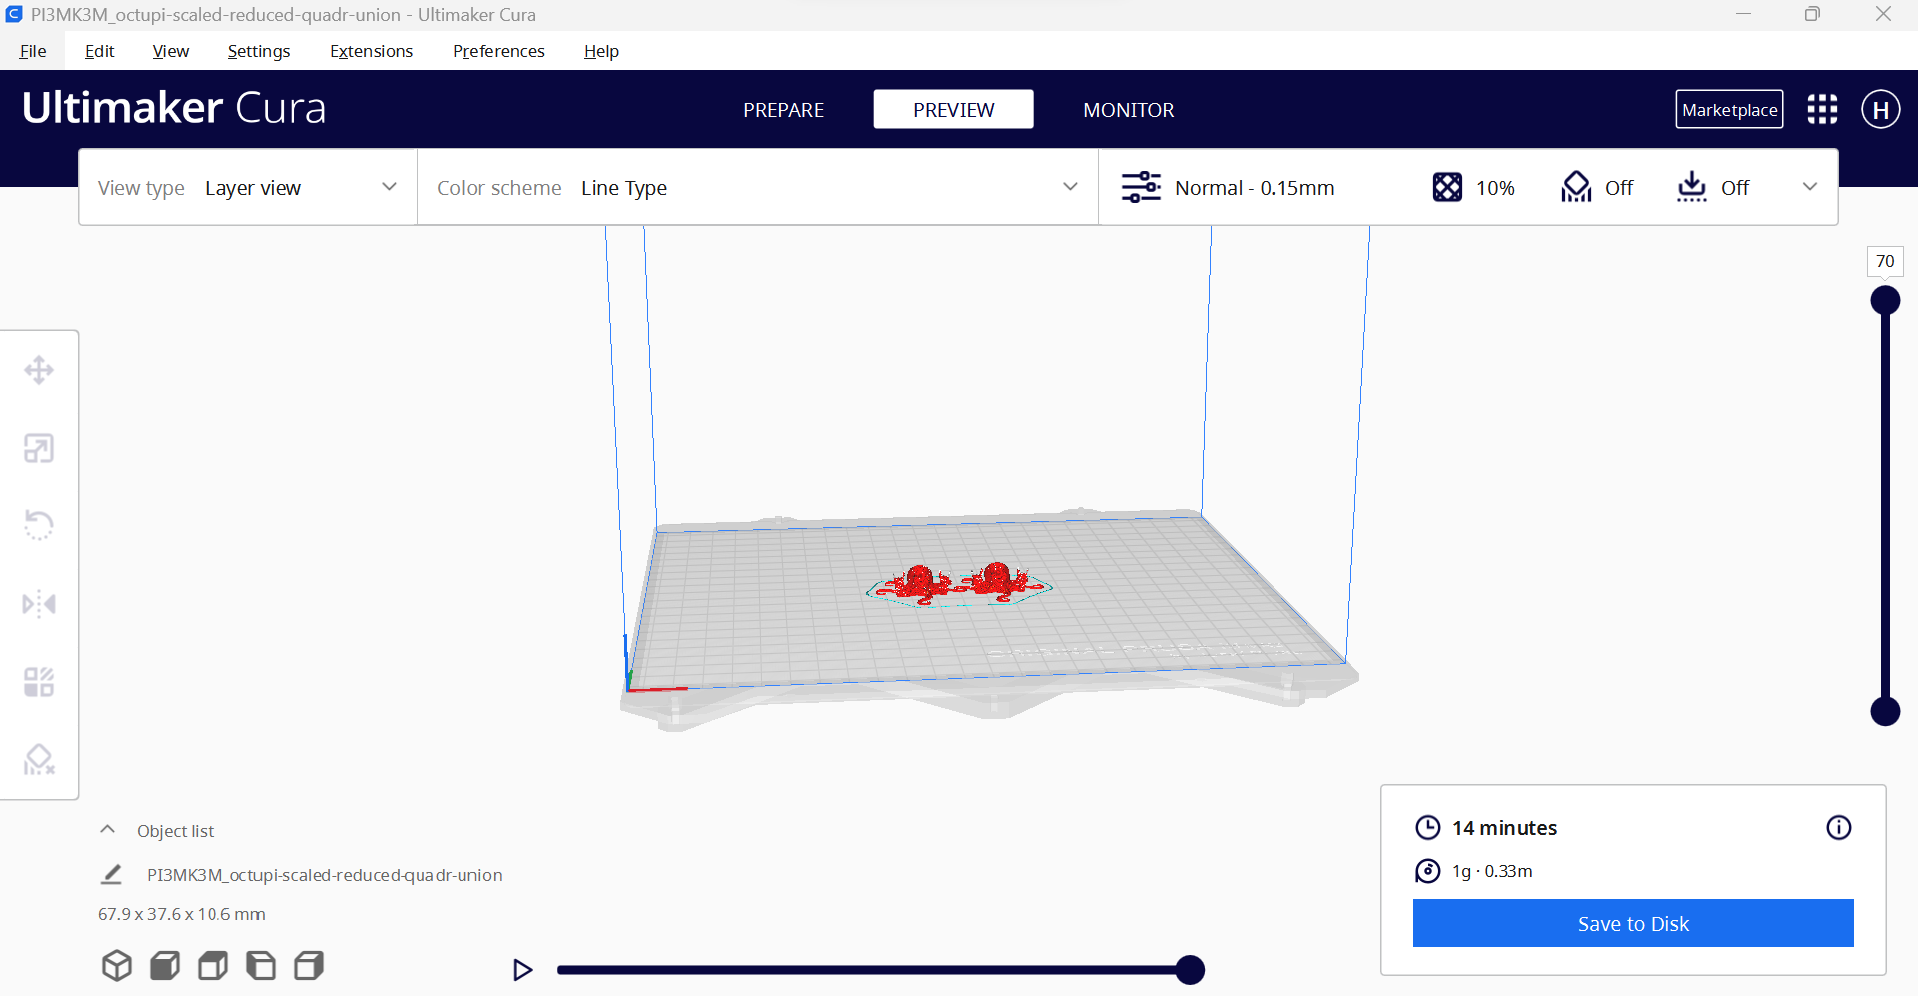 PI3MK3M_octupi-scaled-reduced-quadr-union - Ultimaker Cura
File Edit View Settings Extensions Preferences Help
Ultimaker Cura
PREPARE PREVIEW MONITOR
Marketplace
H
View type Layer view
Color scheme Line Type
Normal - 0.15mm
10%
Off
Off
70
Object list
PI3MK3M_octupi-scaled-reduced-quadr-union
67.9 x 37.6 x 10.6 mm
14 minutes
1g · 0.33m
Save to Disk